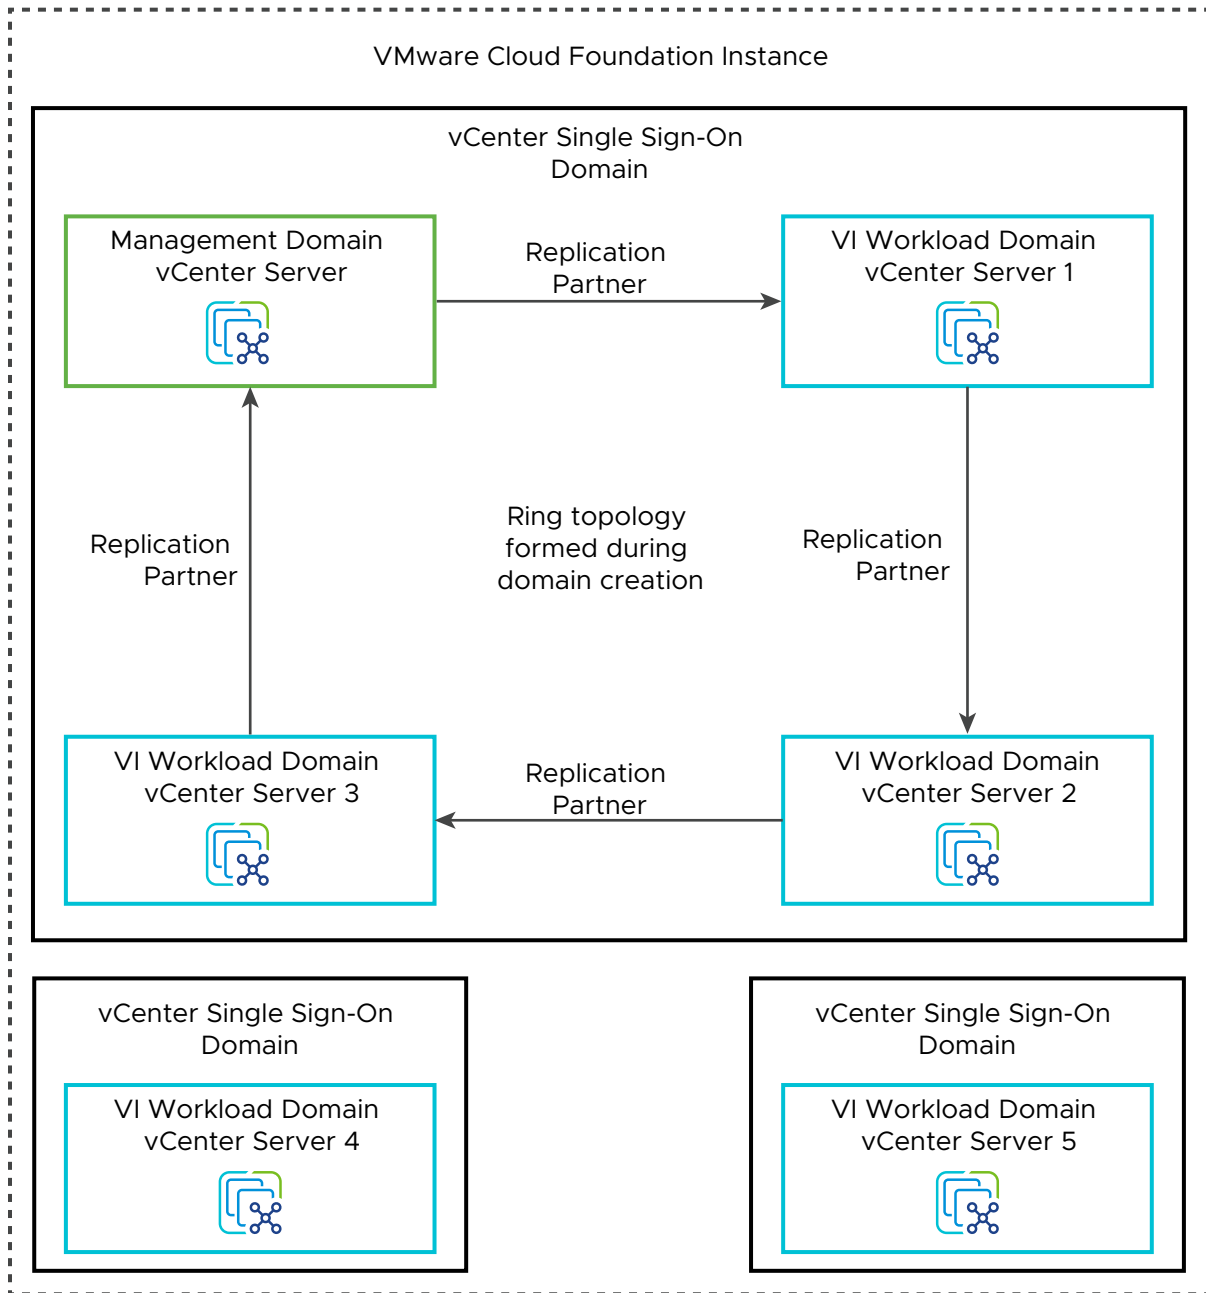 VMware Cloud Foundation Instance
vCenter Single Sign-On
Domain
Management Domain
vCenter Server
Replication
Partner
VI Workload Domain
vCenter Server 1
Replication
Partner
Ring topology
formed during
domain creation
Replication
Partner
VI Workload Domain
vCenter Server 3
Replication
Partner
VI Workload Domain
vCenter Server 2
vCenter Single Sign-On
Domain
VI Workload Domain
vCenter Server 4
vCenter Single Sign-On
Domain
VI Workload Domain
vCenter Server 5